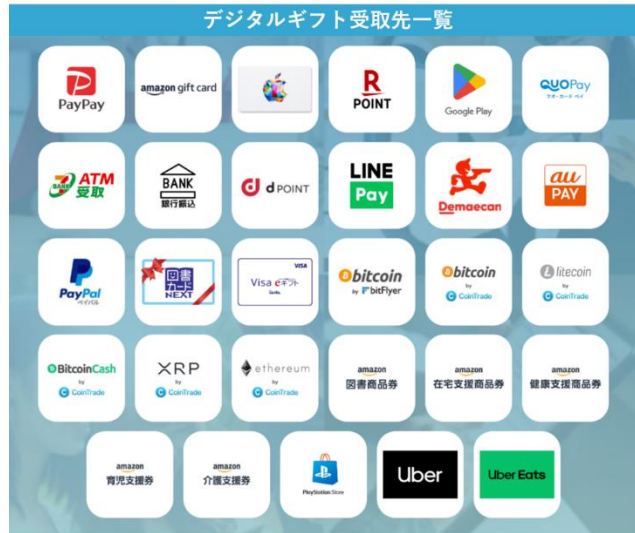 デジタルギフト受取先一覧
PayPay
amazon gift card
R
POINT
Google Play
QUOPay
クオ・カード ペイ
BANK
ATM
受取
BANK
銀行振込
d POINT
LINE
Pay
Demaecan
au
PAY
PayPal
ペイパル
図書
カード
NEXT
VISA
Visa eギフト
bitcoin
by bitFlyer
bitcoin
by
CoinTrade
litecoin
by
CoinTrade
BitcoinCash
by
CoinTrade
XRP
by
CoinTrade
ethereum
by
CoinTrade
amazon
図書商品券
amazon
在宅支援商品券
amazon
健康支援商品券
amazon
育児支援券
amazon
介護支援券
PlayStation Store
Uber
Uber Eats